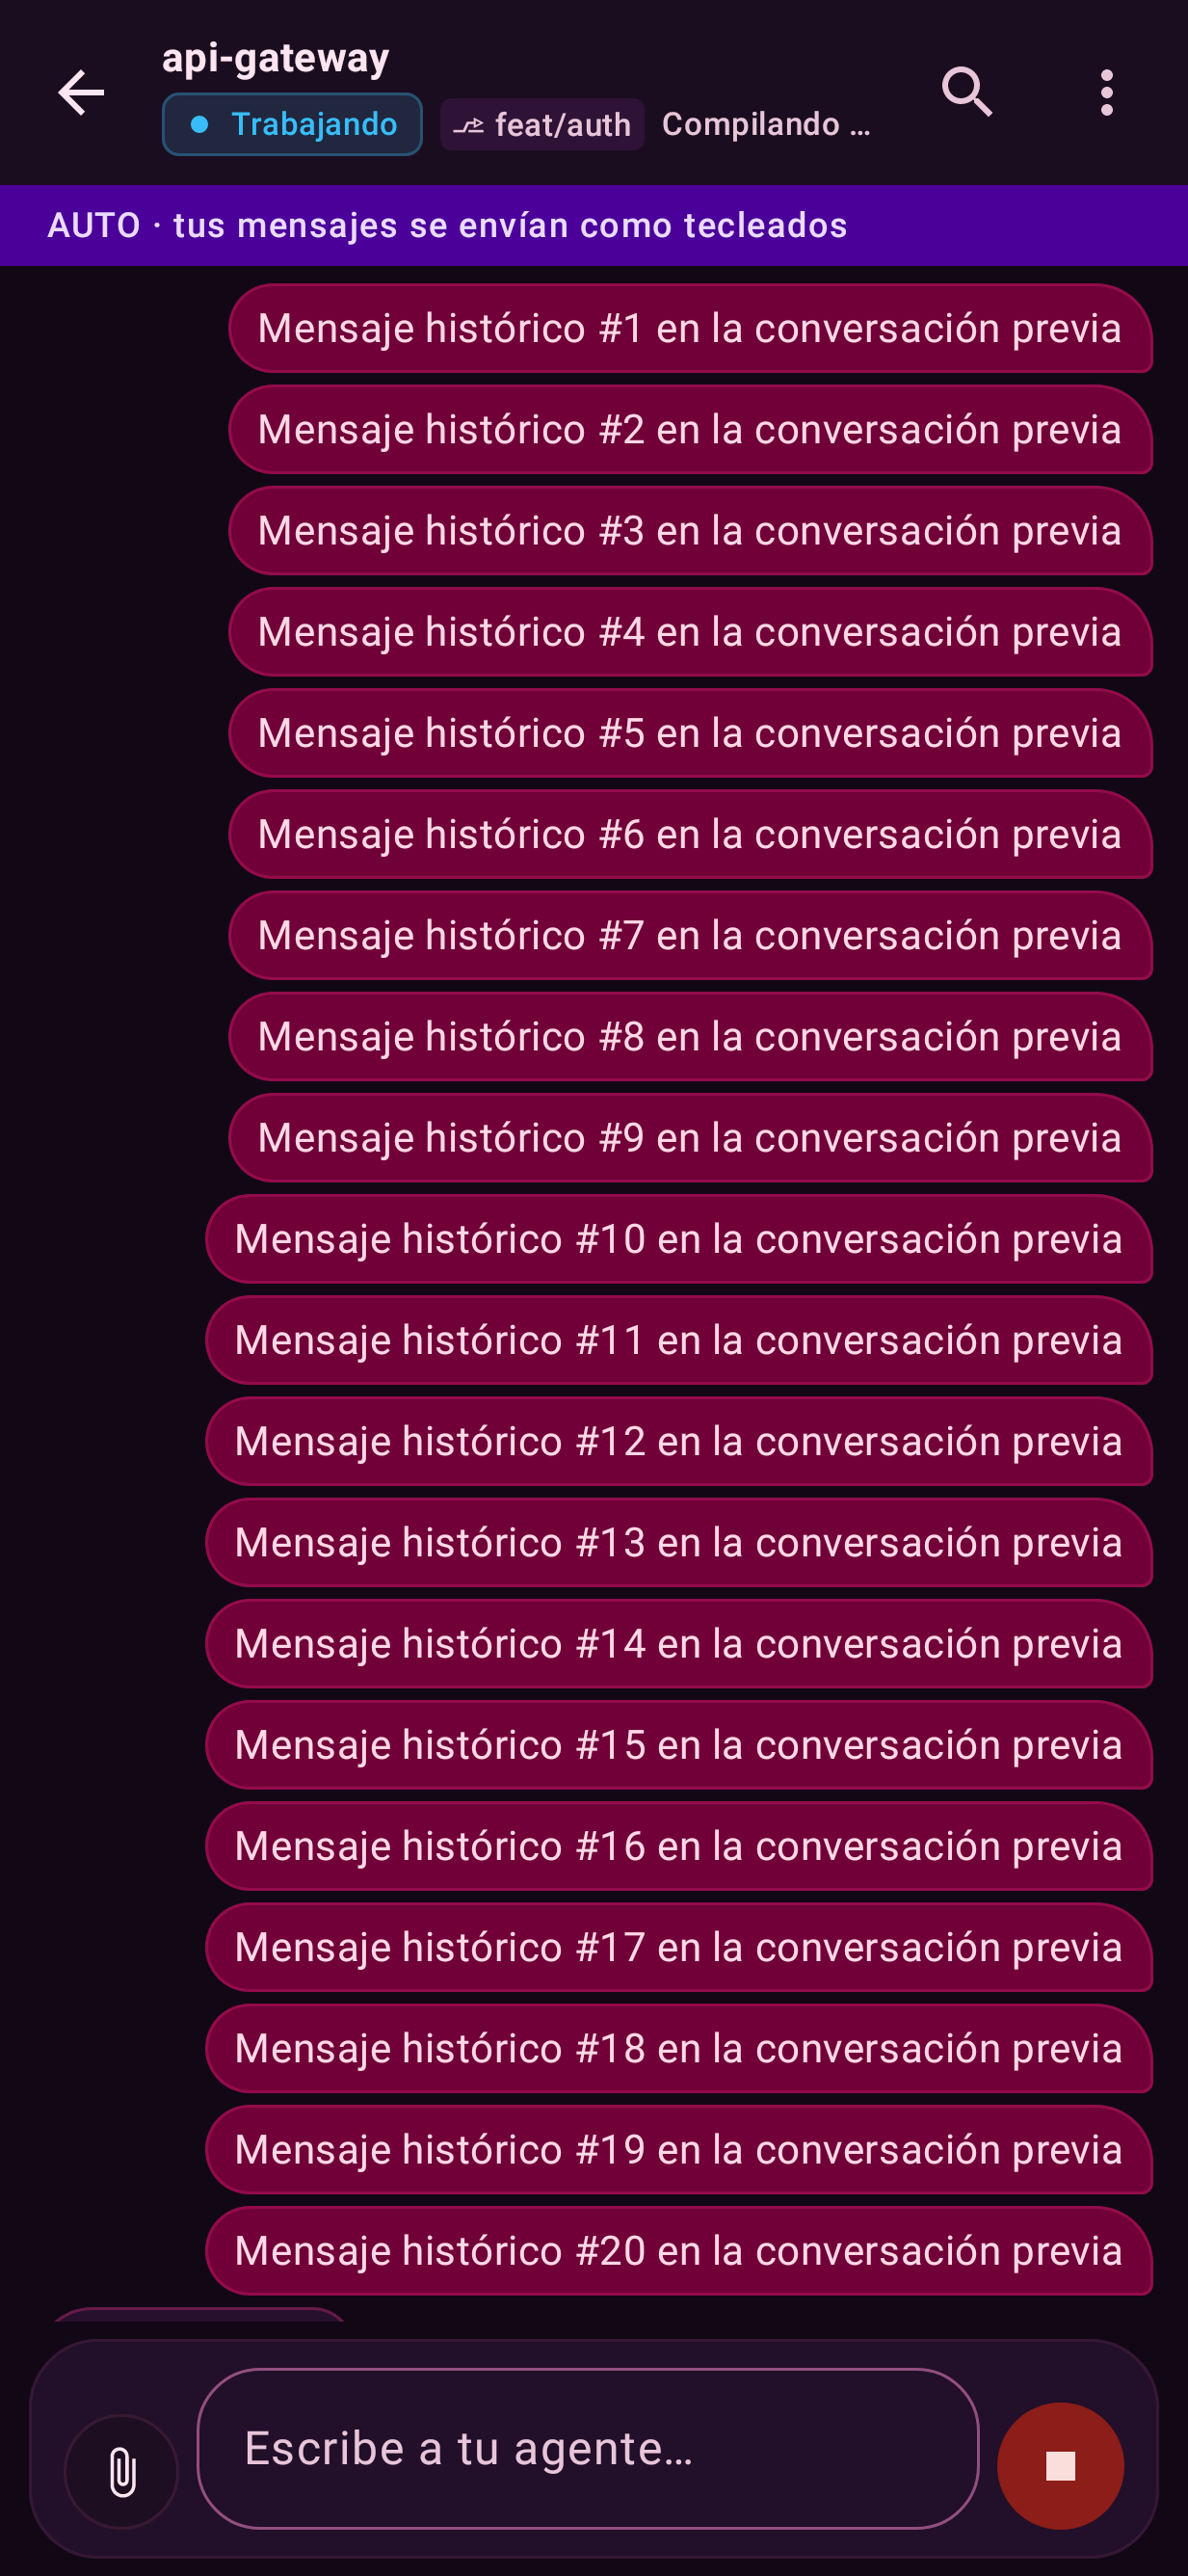 api-gateway
Trabajando feat/auth Compilando ...
AUTO · tus mensajes se envían como tecleados
Mensaje histórico #1 en la conversación previa
Mensaje histórico #2 en la conversación previa
Mensaje histórico #3 en la conversación previa
Mensaje histórico #4 en la conversación previa
Mensaje histórico #5 en la conversación previa
Mensaje histórico #6 en la conversación previa
Mensaje histórico #7 en la conversación previa
Mensaje histórico #8 en la conversación previa
Mensaje histórico #9 en la conversación previa
Mensaje histórico #10 en la conversación previa
Mensaje histórico #11 en la conversación previa
Mensaje histórico #12 en la conversación previa
Mensaje histórico #13 en la conversación previa
Mensaje histórico #14 en la conversación previa
Mensaje histórico #15 en la conversación previa
Mensaje histórico #16 en la conversación previa
Mensaje histórico #17 en la conversación previa
Mensaje histórico #18 en la conversación previa
Mensaje histórico #19 en la conversación previa
Mensaje histórico #20 en la conversación previa
Escribe a tu agente...